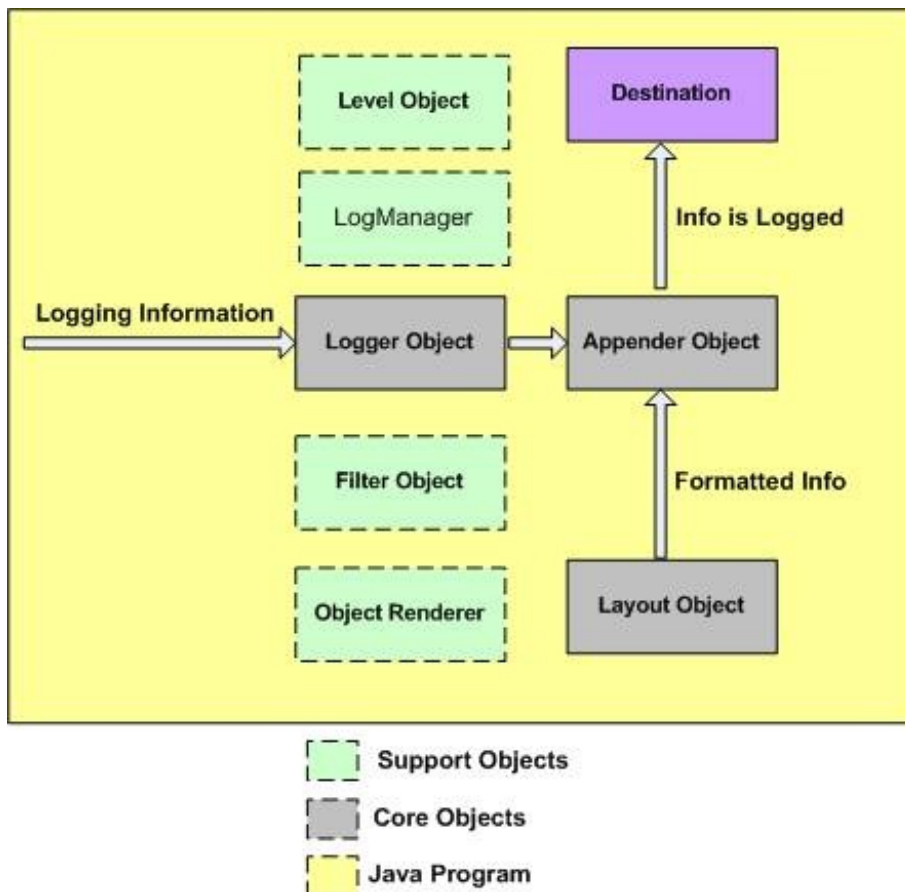 Level Object
Destination
LogManager
Info is Logged
Logging Information
Logger Object
Appender Object
Filter Object
Formatted Info
Object Renderer
Layout Object
Support Objects
Core Objects
Java Program